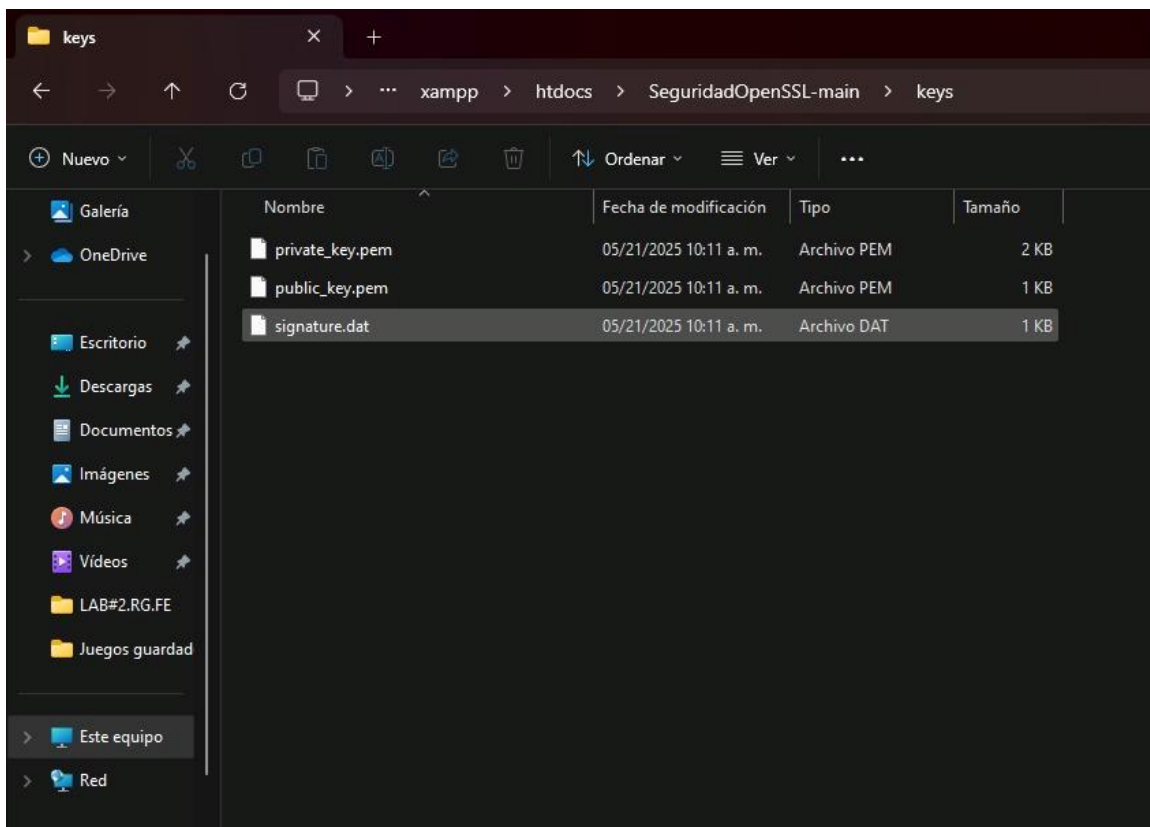 keys
xampp > htdocs > SeguridadOpenSSL-main > keys
Nuevo
Ordenar
Ver
Nombre Fecha de modificación Tipo Tamaño
private_key.pem 05/21/2025 10:11 a. m. Archivo PEM 2 KB
public_key.pem 05/21/2025 10:11 a. m. Archivo PEM 1 KB
signature.dat 05/21/2025 10:11 a. m. Archivo DAT 1 KB
Galería
OneDrive
Escritorio
Descargas
Documentos
Imágenes
Música
Vídeos
LAB#2.RG.FE
Juegos guardad
Este equipo
Red